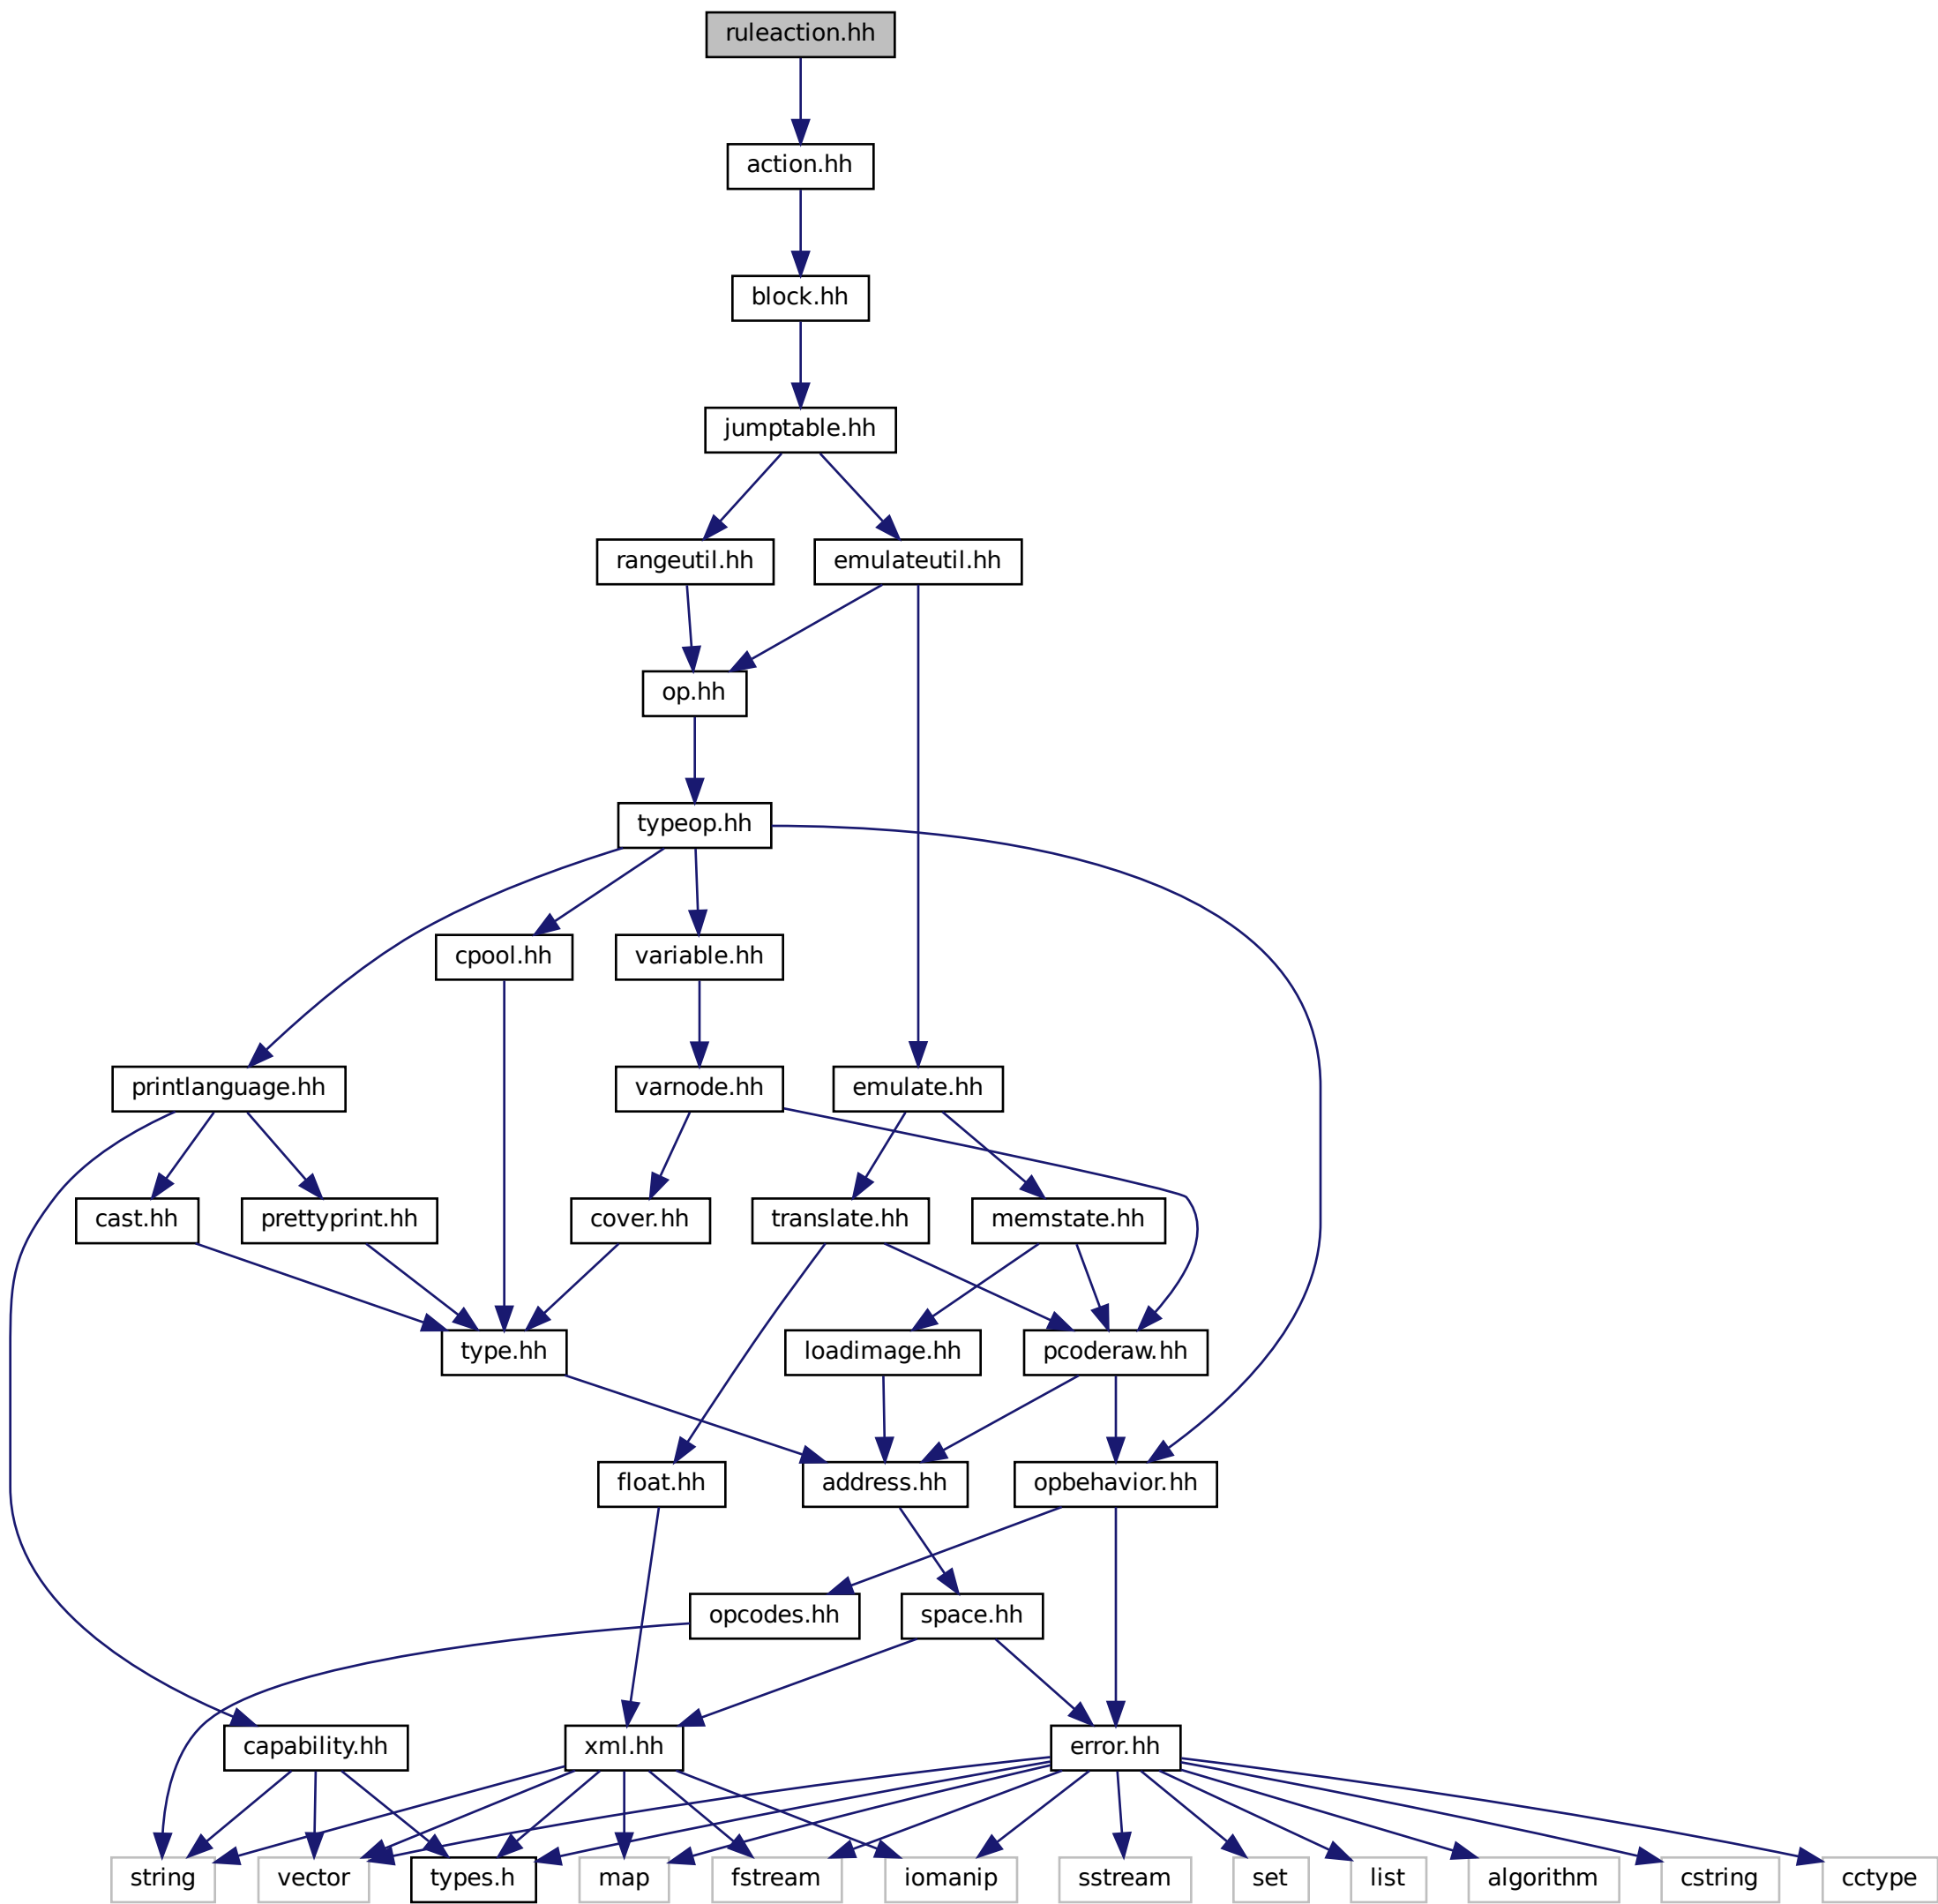 ruleaction.hh
action.hh
block.hh
jumptable.hh
rangeutil.hh
emulateutil.hh
op.hh
typeop.hh
cpool.hh
variable.hh
printlanguage.hh
varnode.hh
emulate.hh
cast.hh
prettyprint.hh
cover.hh
translate.hh
memstate.hh
type.hh
loadimage.hh
pcoderaw.hh
float.hh
address.hh
opbehavior.hh
opcodes.hh
space.hh
capability.hh
xml.hh
error.hh
string
vector
types.h
map
fstream
iomanip
sstream
set
list
algorithm
cstring
cctype